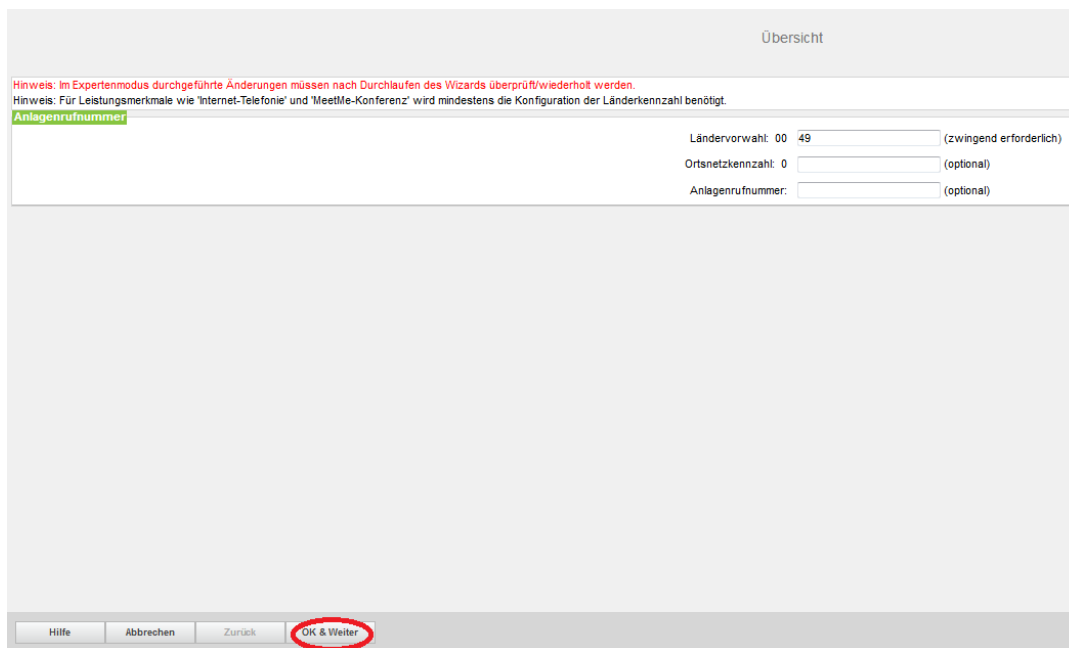 Übersicht
Hinweis: Im Expertenmodus durchgeführte Änderungen müssen nach Durchlaufen des Wizards überprüft/wiederholt werden.
Hinweis: Für Leistungsmerkmale wie 'Internet-Telefonie' und 'MeetMe-Konferenz' wird mindestens die Konfiguration der Länderkennzahl benötigt.
Anlagenrufnummer
Ländervorwahl: 00 49 (zwingend erforderlich)
Ortsnetzkennzahl: 0 (optional)
Anlagenrufnummer: (optional)
Hilfe Abbrechen Zurück OK & Weiter